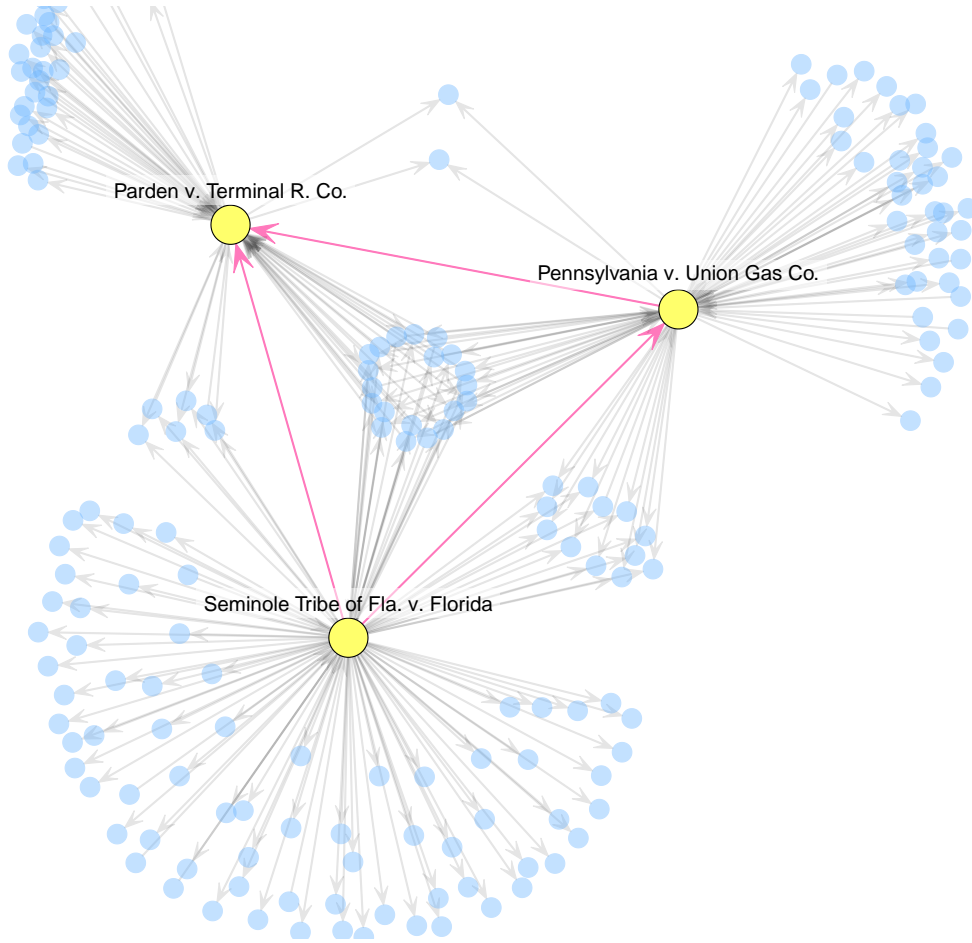 Parden v. Terminal R. Co.
Pennsylvania v. Union Gas Co.
Seminole Tribe of Fla. v. Florida